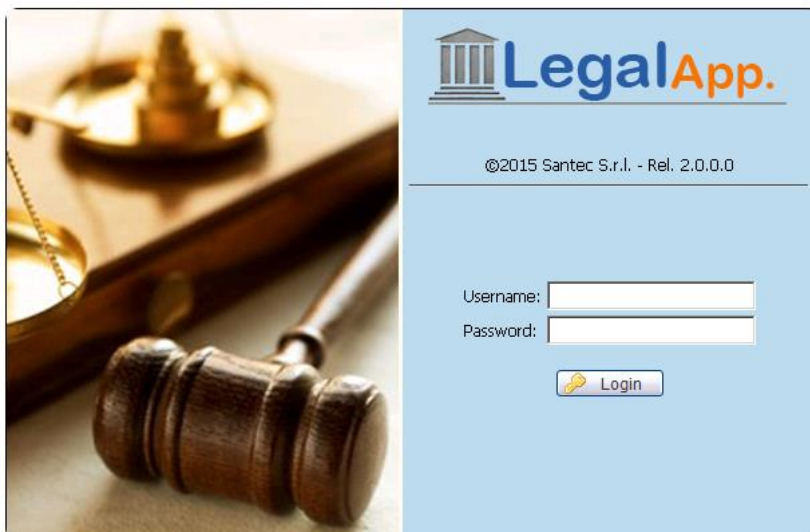 LegalApp.
©2015 Santec S.r.l. - Rel. 2.0.0.0
Username:
Password:
Login